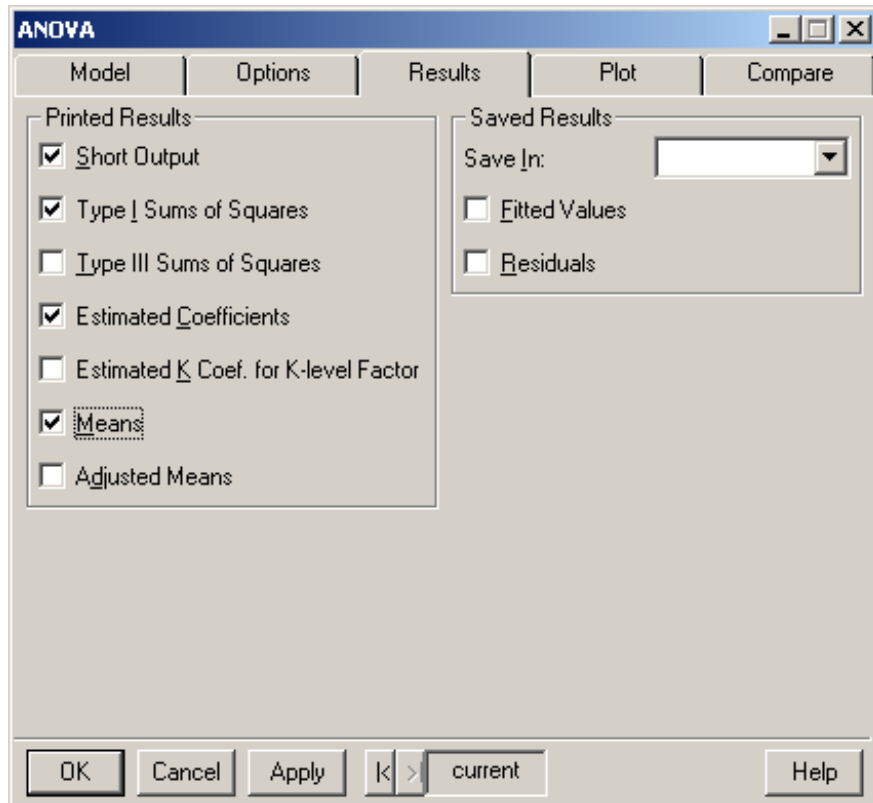 ANOVA
Model Options Results Plot Compare
Printed Results
Short Output
Type I Sums of Squares
Type III Sums of Squares
Estimated Coefficients
Estimated K Coef. for K-level Factor
Means
Adjusted Means
Saved Results
Save In:
Fitted Values
Residuals
OK Cancel Apply |< >| current Help